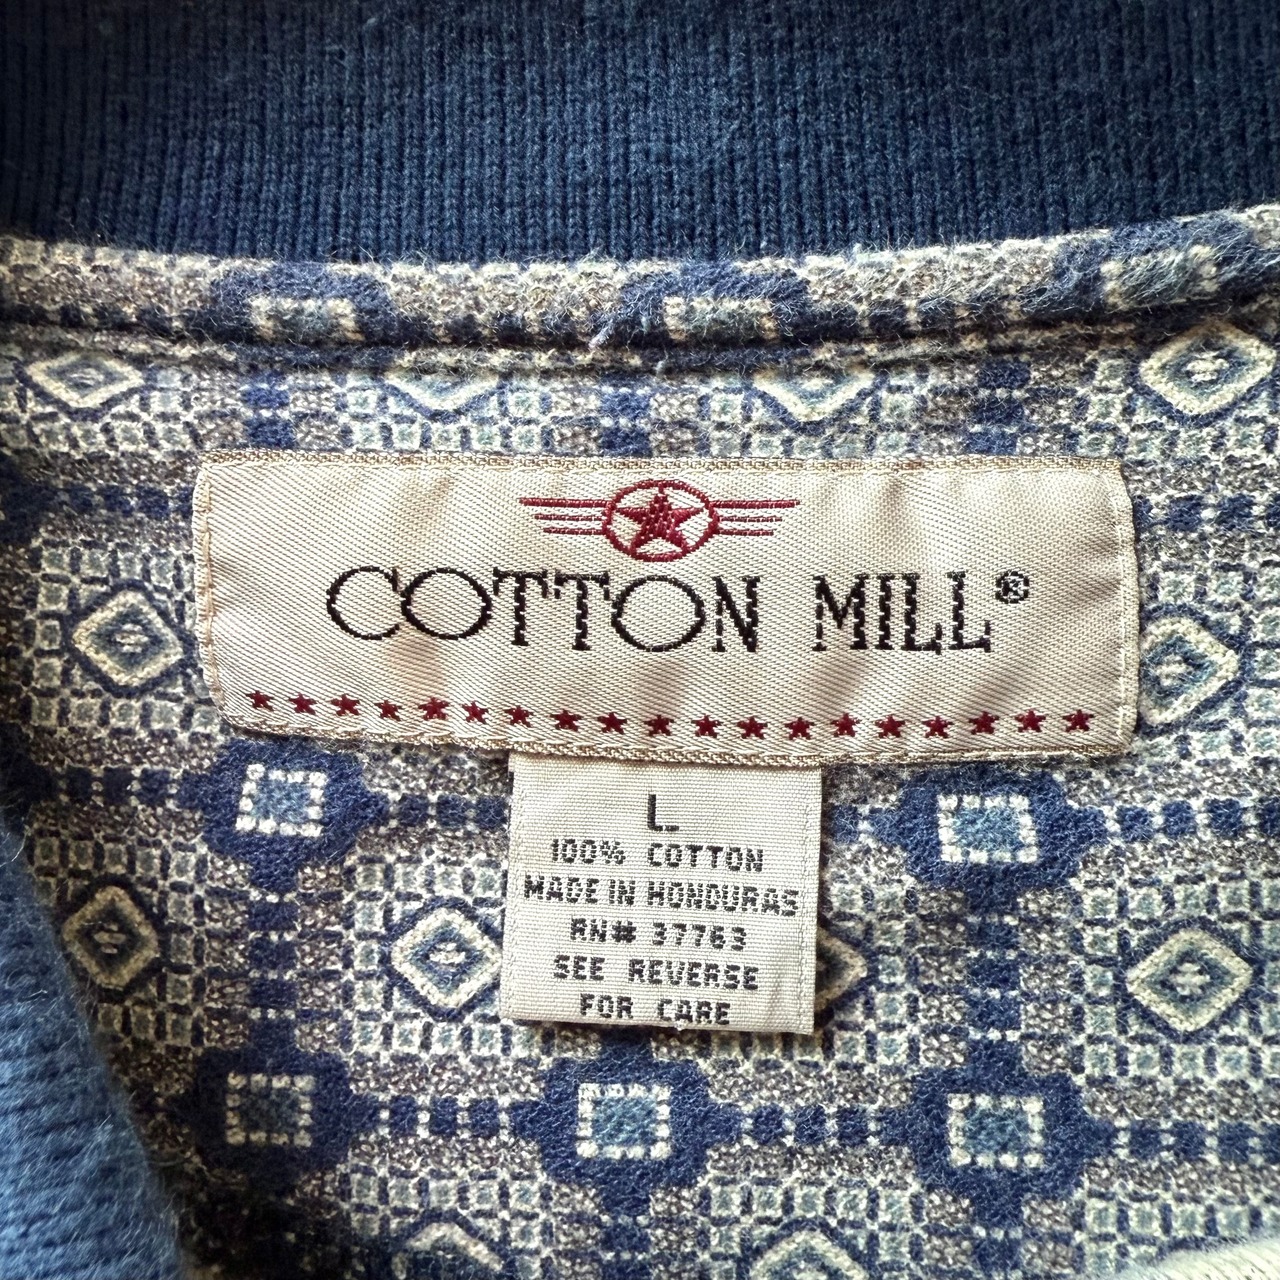 COTTON MILL®
L
100% COTTON
MADE IN HONDURAS
RN# 37763
SEE REVERSE
FOR CARE